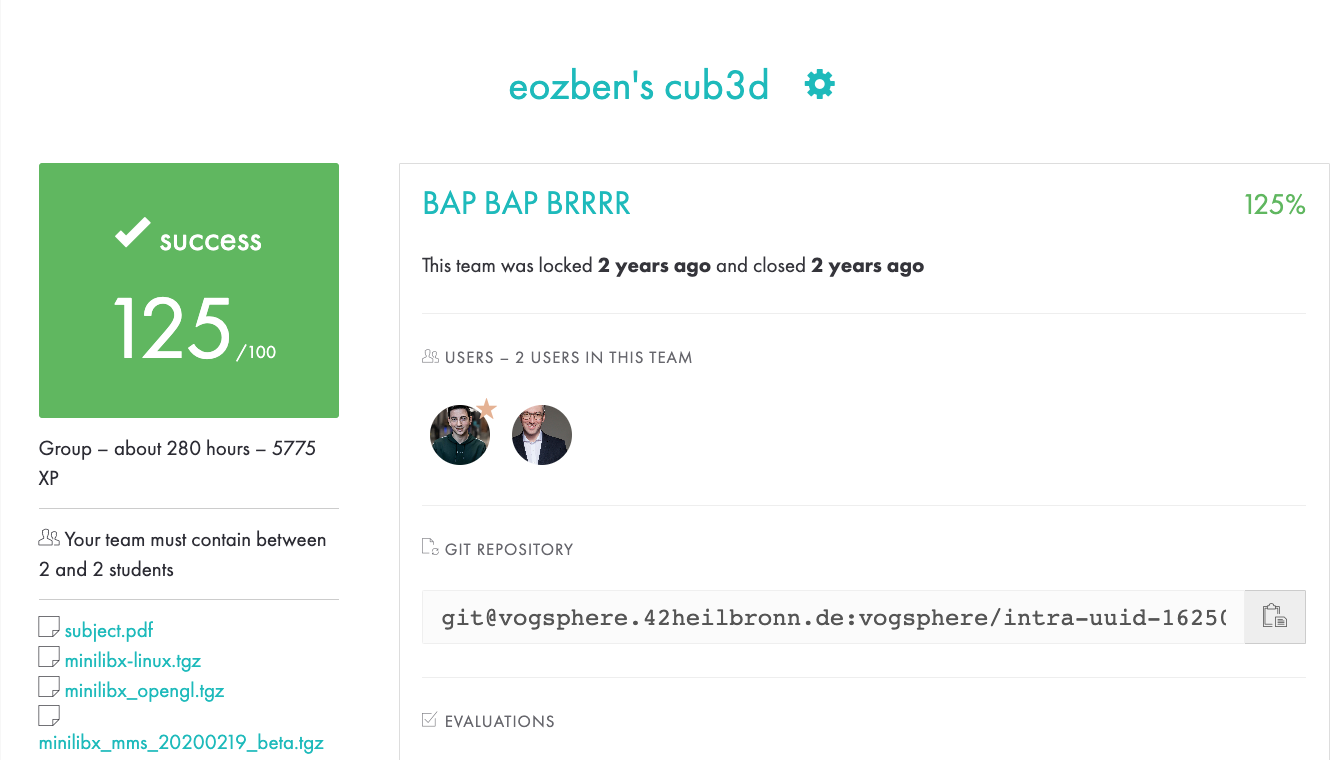 eozben's cub3d
success
125 /100
Group – about 280 hours – 5775
XP
Your team must contain between
2 and 2 students
subject.pdf
minilibx-linux.tgz
minilibx_opengl.tgz
minilibx_mms_20200219_beta.tgz
BAP BAP BRRRR
125%
This team was locked 2 years ago and closed 2 years ago
USERS – 2 USERS IN THIS TEAM
GIT REPOSITORY
git@vogsphere.42heilbronn.de:vogsphere/intra-uuid-16250
EVALUATIONS